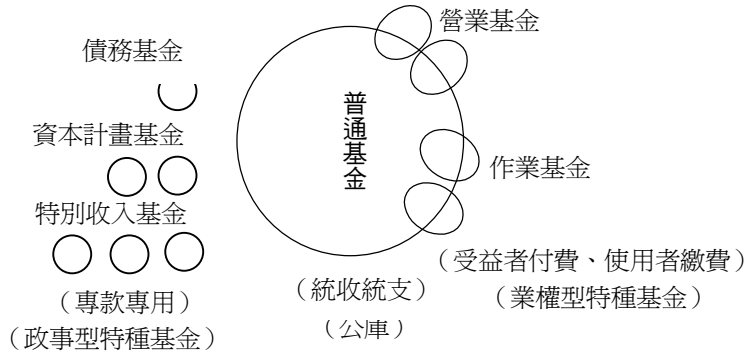 債務基金
資本計畫基金
特別收入基金
（專款專用）
（政事型特種基金）
普通基金
（統收統支）
（公庫）
營業基金
作業基金
（受益者付費、使用者繳費）
（業權型特種基金）